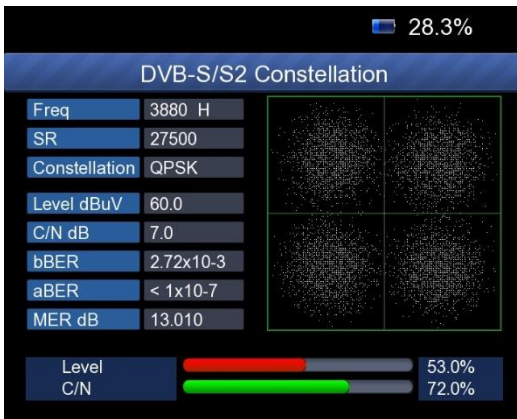 28.3%
DVB-S/S2 Constellation
Freq 3880 H
SR 27500
Constellation QPSK
Level dBuV 60.0
C/N dB 7.0
bBER 2.72x10-3
aBER < 1x10-7
MER dB 13.010
Level 53.0%
C/N 72.0%